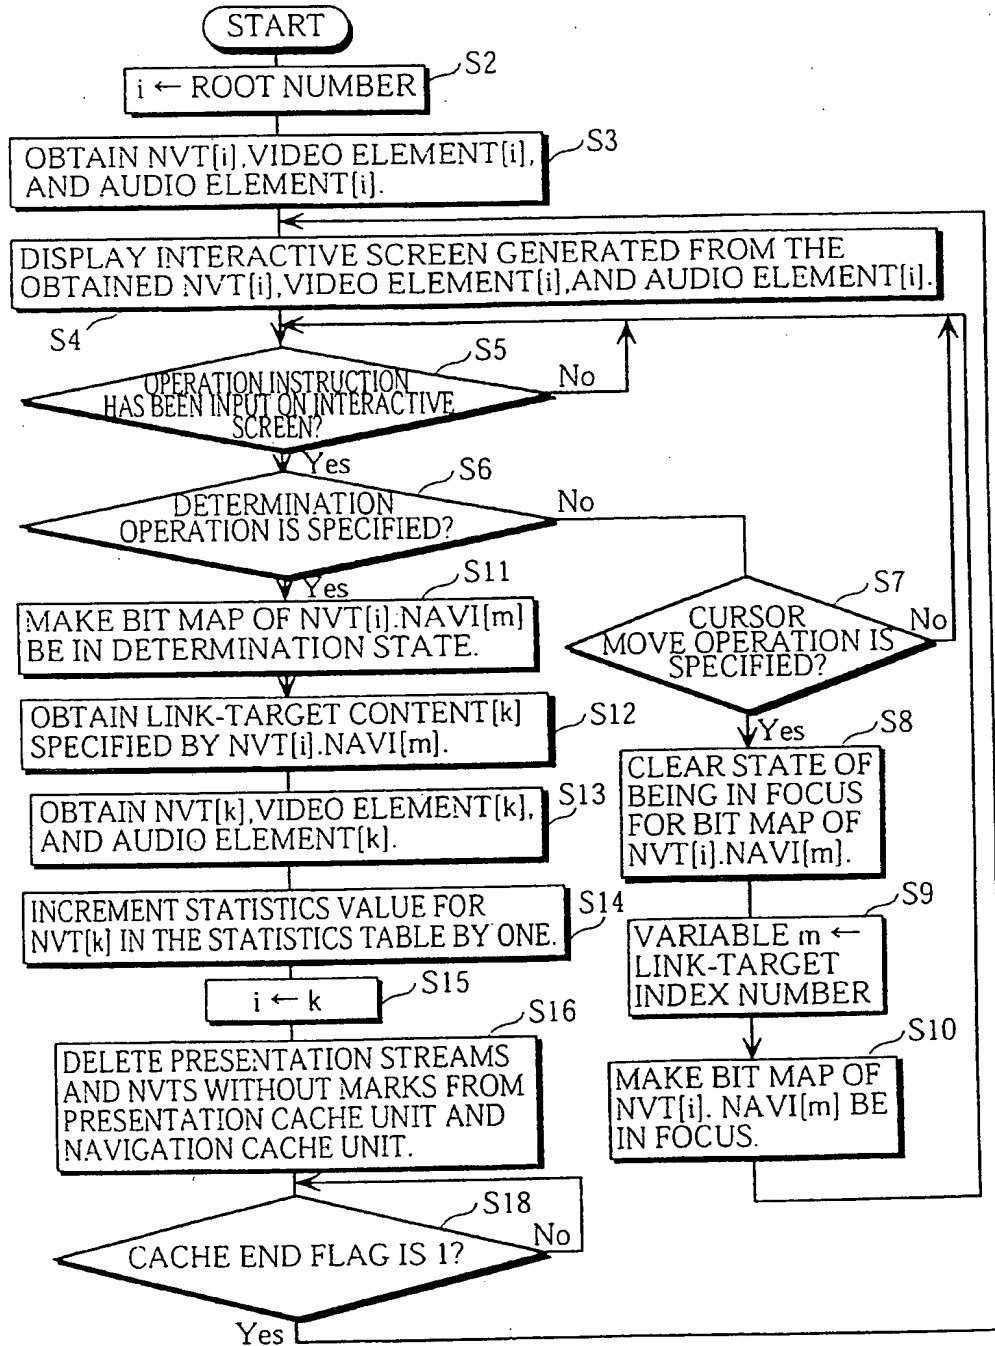 START
S2
i ← ROOT NUMBER
S3
OBTAIN NVT[i],VIDEO ELEMENT[i],
AND AUDIO ELEMENT[i].
DISPLAY INTERACTIVE SCREEN GENERATED FROM THE
OBTAINED NVT[i],VIDEO ELEMENT[i],AND AUDIO ELEMENT[i].
S4
S5
OPERATION INSTRUCTION
HAS BEEN INPUT ON INTERACTIVE
SCREEN?
No
Yes
S6
DETERMINATION
OPERATION IS SPECIFIED?
No
Yes
S11
MAKE BIT MAP OF NVT[i].NAVI[m]
BE IN DETERMINATION STATE.
S7
CURSOR
MOVE OPERATION IS
SPECIFIED?
No
Yes
S12
OBTAIN LINK-TARGET CONTENT[k]
SPECIFIED BY NVT[i].NAVI[m].
S8
CLEAR STATE OF
BEING IN FOCUS
FOR BIT MAP OF
NVT[i].NAVI[m].
S13
OBTAIN NVT[k],VIDEO ELEMENT[k],
AND AUDIO ELEMENT[k].
S14
INCREMENT STATISTICS VALUE FOR
NVT[k] IN THE STATISTICS TABLE BY ONE.
S9
VARIABLE m ←
LINK-TARGET
INDEX NUMBER
S15
i ← k
S16
DELETE PRESENTATION STREAMS
AND NVTS WITHOUT MARKS FROM
PRESENTATION CACHE UNIT AND
NAVIGATION CACHE UNIT.
S10
MAKE BIT MAP OF
NVT[i]. NAVI[m] BE
IN FOCUS.
S18
CACHE END FLAG IS 1?
No
Yes